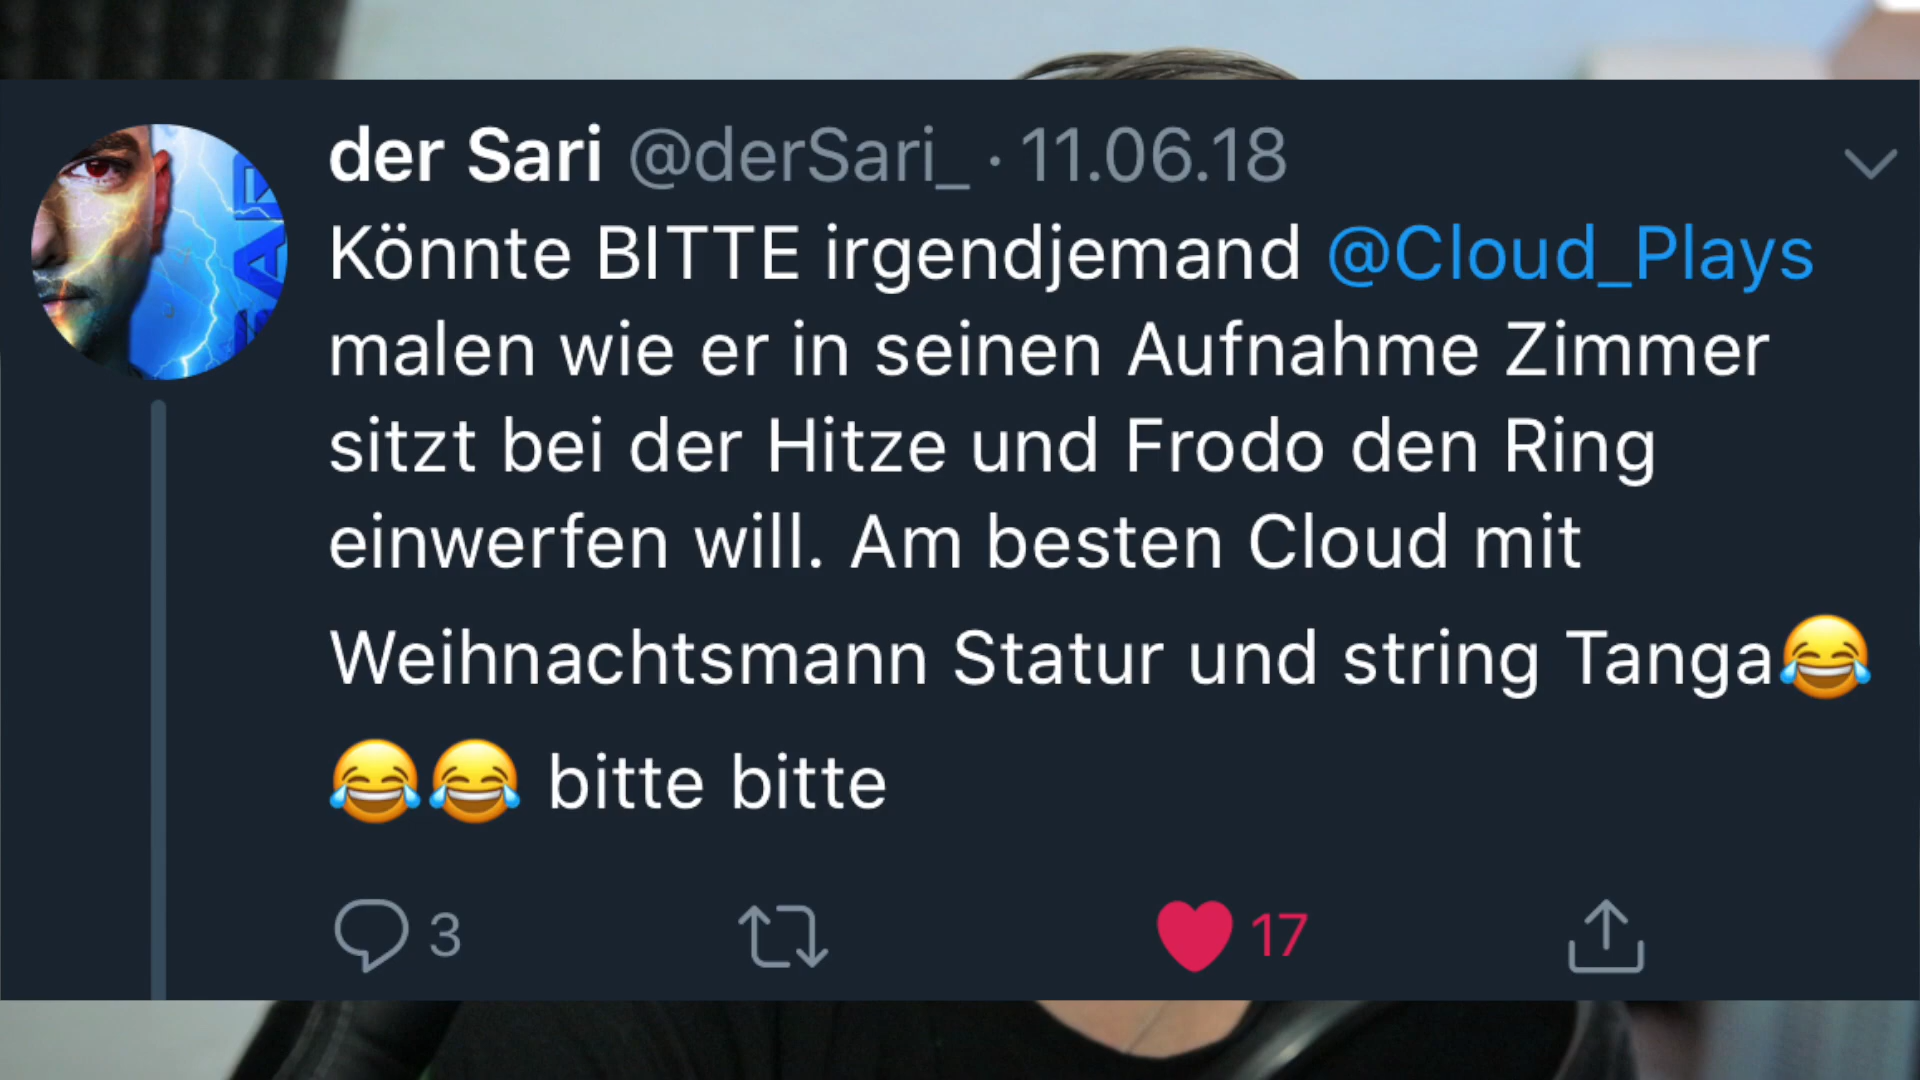 der Sari @derSari_ · 11.06.18
Könnte BITTE irgendjemand @Cloud_Plays
malen wie er in seinen Aufnahme Zimmer
sitzt bei der Hitze und Frodo den Ring
einwerfen will. Am besten Cloud mit
Weihnachtsmann Statur und string Tanga😂
😂😂 bitte bitte
3 17